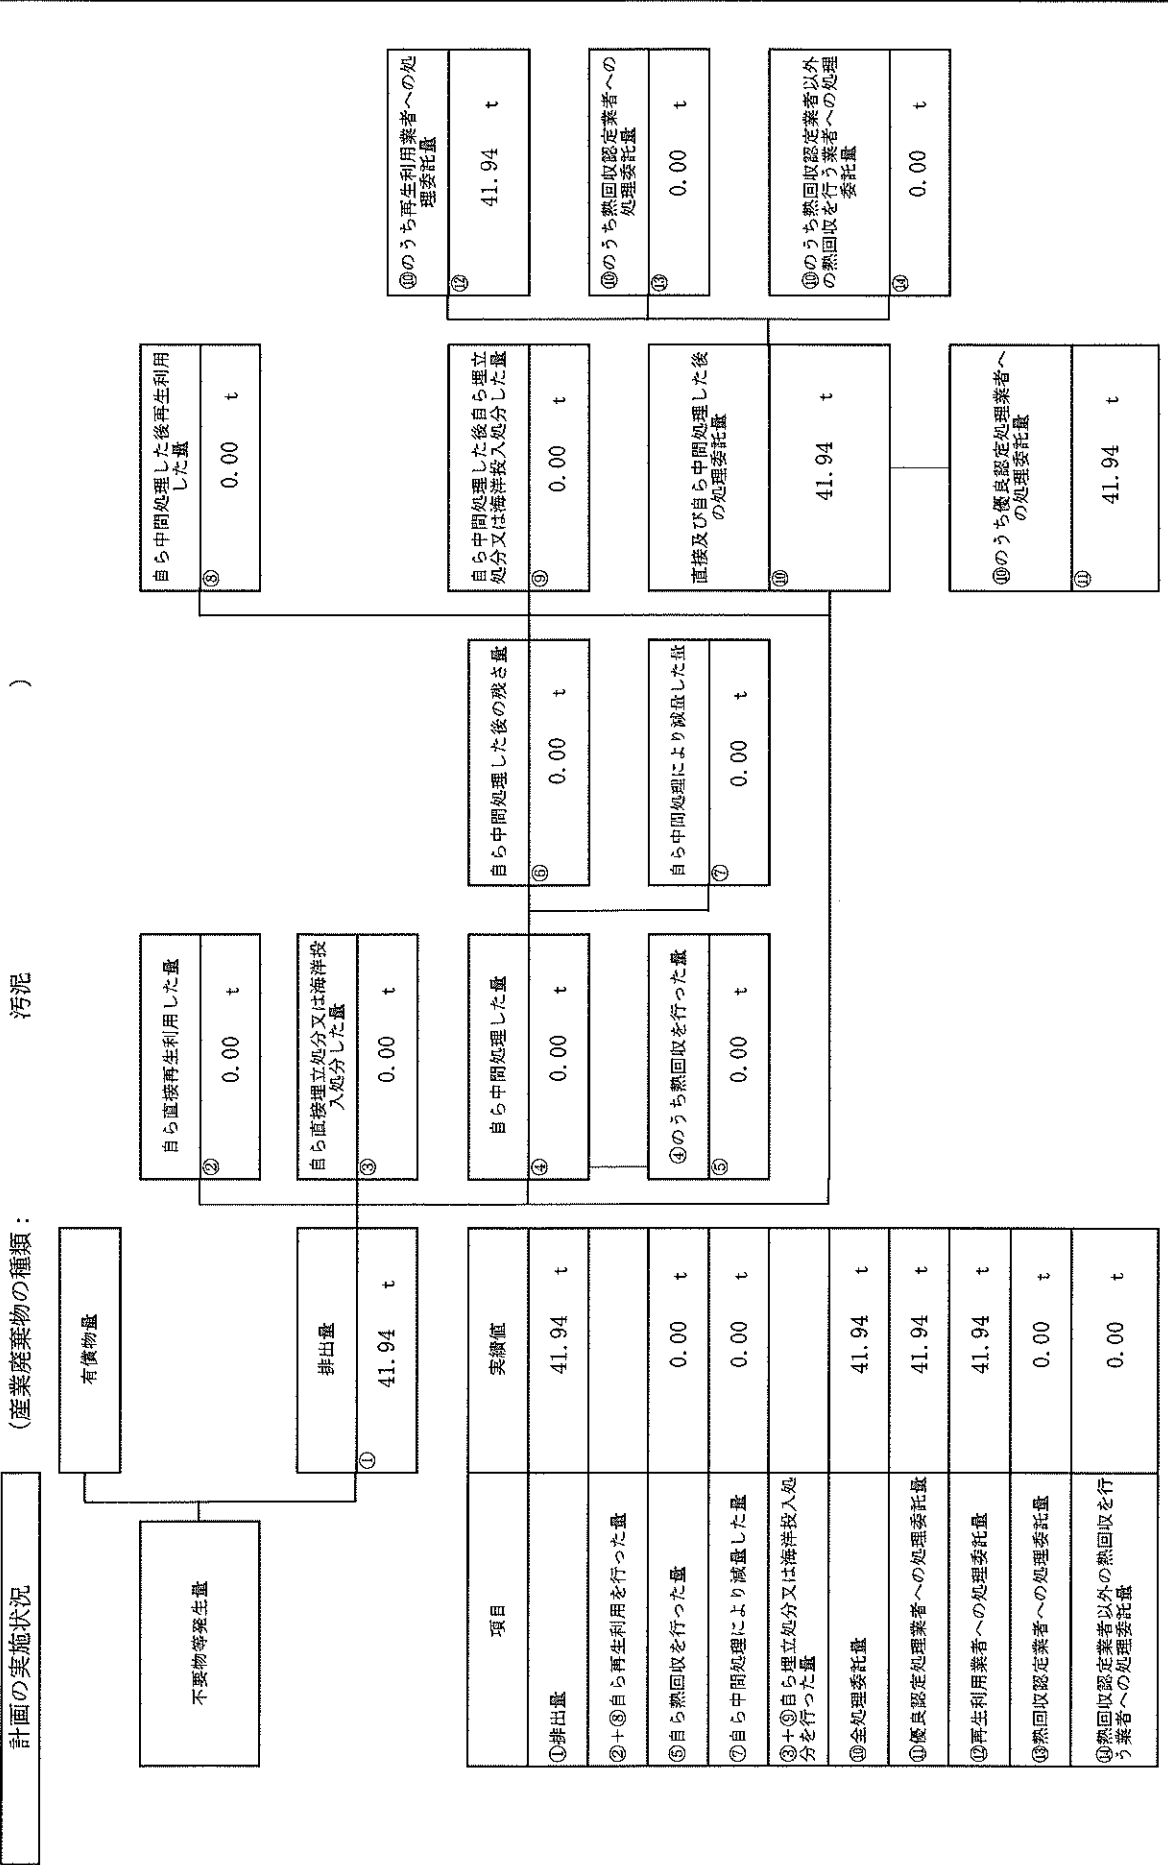 計画の実施状況
（産業廃棄物の種類： 汚泥 ）
不要物等発生量
有償物量
排出量
① 41.94 t
自ら直接再生利用した量
② 0.00 t
自ら直接埋立処分又は海洋投
入処分した量
③ 0.00 t
自ら中間処理した量
④ 0.00 t
④のうち熱回収を行った量
⑤ 0.00 t
自ら中間処理した後の残さ量
⑥ 0.00 t
自ら中間処理により減量した量
⑦ 0.00 t
自ら中間処理した後再生利用
した量
⑧ 0.00 t
自ら中間処理した後自ら埋立
処分又は海洋投入処分した量
⑨ 0.00 t
直接及び自ら中間処理した後
の処理委託量
⑩ 41.94 t
⑩のうち優良認定処理業者へ
の処理委託量
⑪ 41.94 t
⑩のうち再生利用業者への処
理委託量
⑫ 41.94 t
⑩のうち熱回収認定業者への
処理委託量
⑬ 0.00 t
⑩のうち熱回収認定業者以外
の熱回収を行う業者への処理
委託量
⑭ 0.00 t
項目 実績値
①排出量 41.94 t
②＋⑧自ら再生利用を行った量
⑤自ら熱回収を行った量 0.00 t
⑦自ら中間処理により減量した量 0.00 t
③＋⑨自ら埋立処分又は海洋投入処
分を行った量
⑩全処理委託量 41.94 t
⑪優良認定処理業者への処理委託量 41.94 t
⑫再生利用業者への処理委託量 41.94 t
⑬熱回収認定業者への処理委託量 0.00 t
⑭熱回収認定業者以外の熱回収を行
う業者への処理委託量 0.00 t